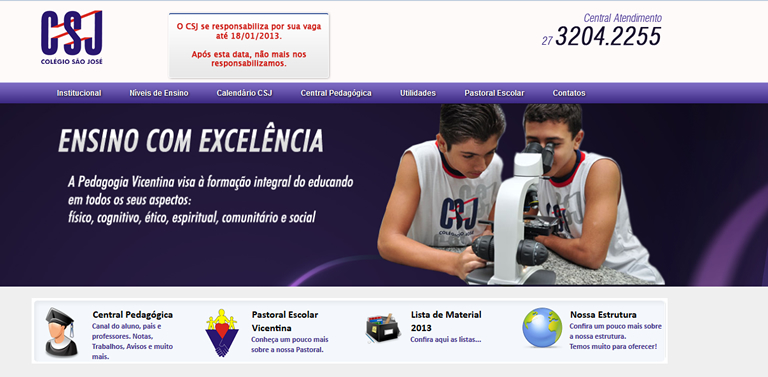 CSJ
COLÉGIO SÃO JOSÉ
O CSJ se responsabiliza por sua vaga
até 18/01/2013.
Após esta data, não mais nos
responsabilizamos.
Central Atendimento
27 3204.2255
Institucional Níveis de Ensino Calendário CSJ Central Pedagógica Utilidades Pastoral Escolar Contatos
ENSINO COM EXCELÊNCIA
A Pedagogia Vicentina visa à formação integral do educando
em todos os seus aspectos:
físico, cognitivo, ético, espiritual, comunitário e social
CSJ
COLÉGIO SÃO JOSÉ
CSJ
COLÉGIO
Central Pedagógica
Canal do aluno, pais e
professores. Notas,
Trabalhos, Avisos e muito
mais.
Pastoral Escolar
Vicentina
Conheça um pouco mais
sobre a nossa Pastoral.
Lista de Material
2013
Confira aqui as listas...
Nossa Estrutura
Confira um pouco mais sobre
a nossa estrutura.
Temos muito para oferecer!